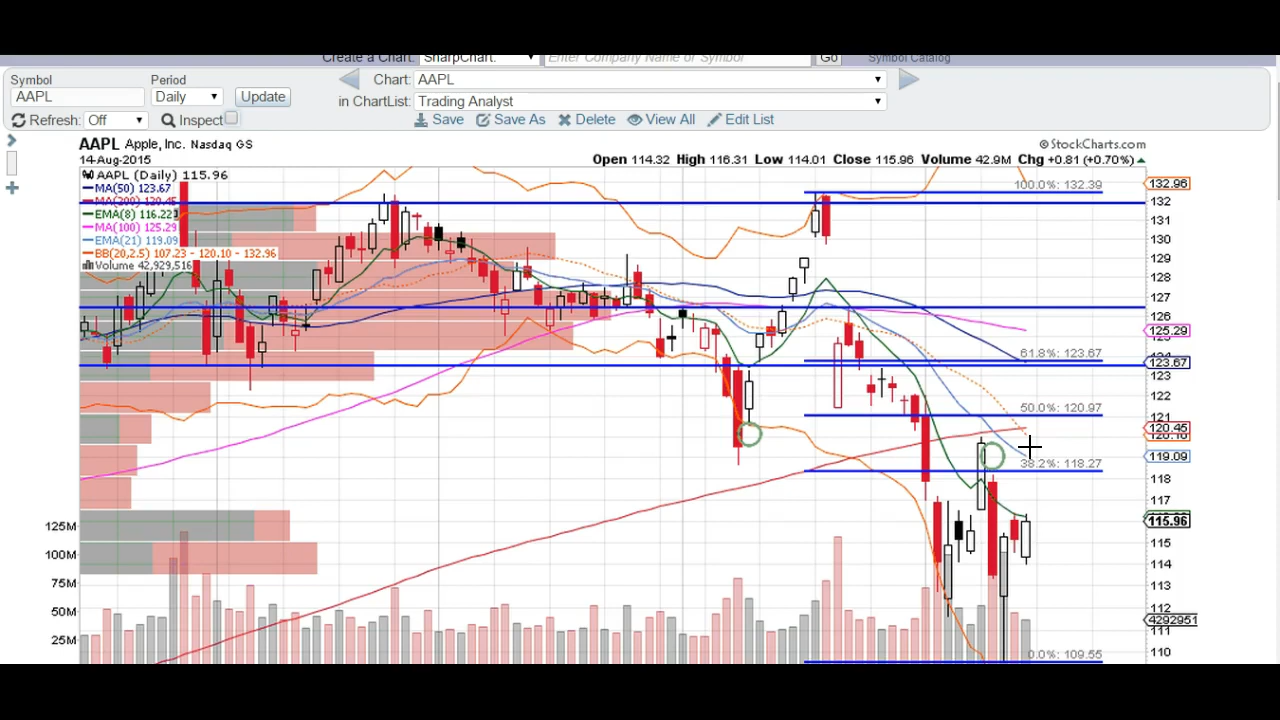 Create a Chart: SharpChart Enter Company Name or Symbol Go Symbol Catalog
Symbol Period Chart: AAPL
AAPL Daily Update in ChartList: Trading Analyst
Refresh: Off Inspect Save Save As Delete View All Edit List
AAPL Apple, Inc. Nasdaq GS © StockCharts.com
14-Aug-2015 Open 114.32 High 116.31 Low 114.01 Close 115.96 Volume 42.9M Chg +0.81 (+0.70%)
AAPL (Daily) 115.96
MA(50) 123.67
MA(200) 120.45
EMA(8) 116.22
MA(100) 125.29
EMA(21) 119.09
BB(20,2.5) 107.23 - 120.10 - 132.96
Volume 42,929,516
100.0%: 132.39
61.8%: 123.67
50.0%: 120.97
38.2%: 118.27
0.0%: 109.55
132.96
132
131
130
129
128
127
126
125.29
123.67
123
122
121
120.45
119.09
118
117
115.96
115
114
113
112
4292951
111
110
125M
100M
75M
50M
25M